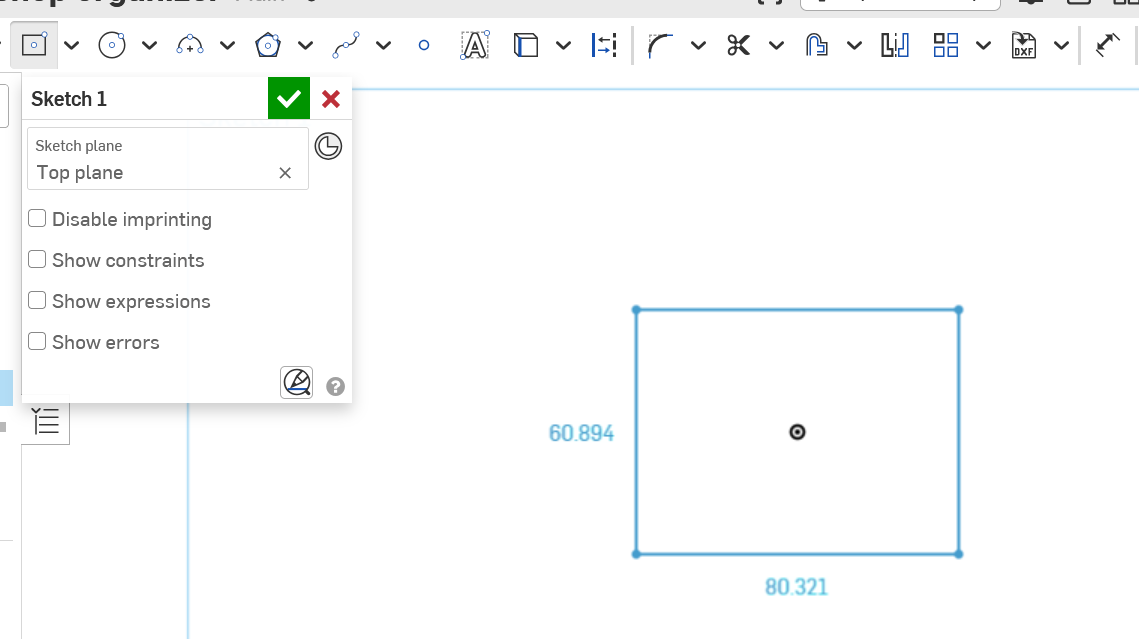 Sketch 1
Sketch plane
Top plane
Disable imprinting
Show constraints
Show expressions
Show errors
?
A
DXF
60.894
80.321